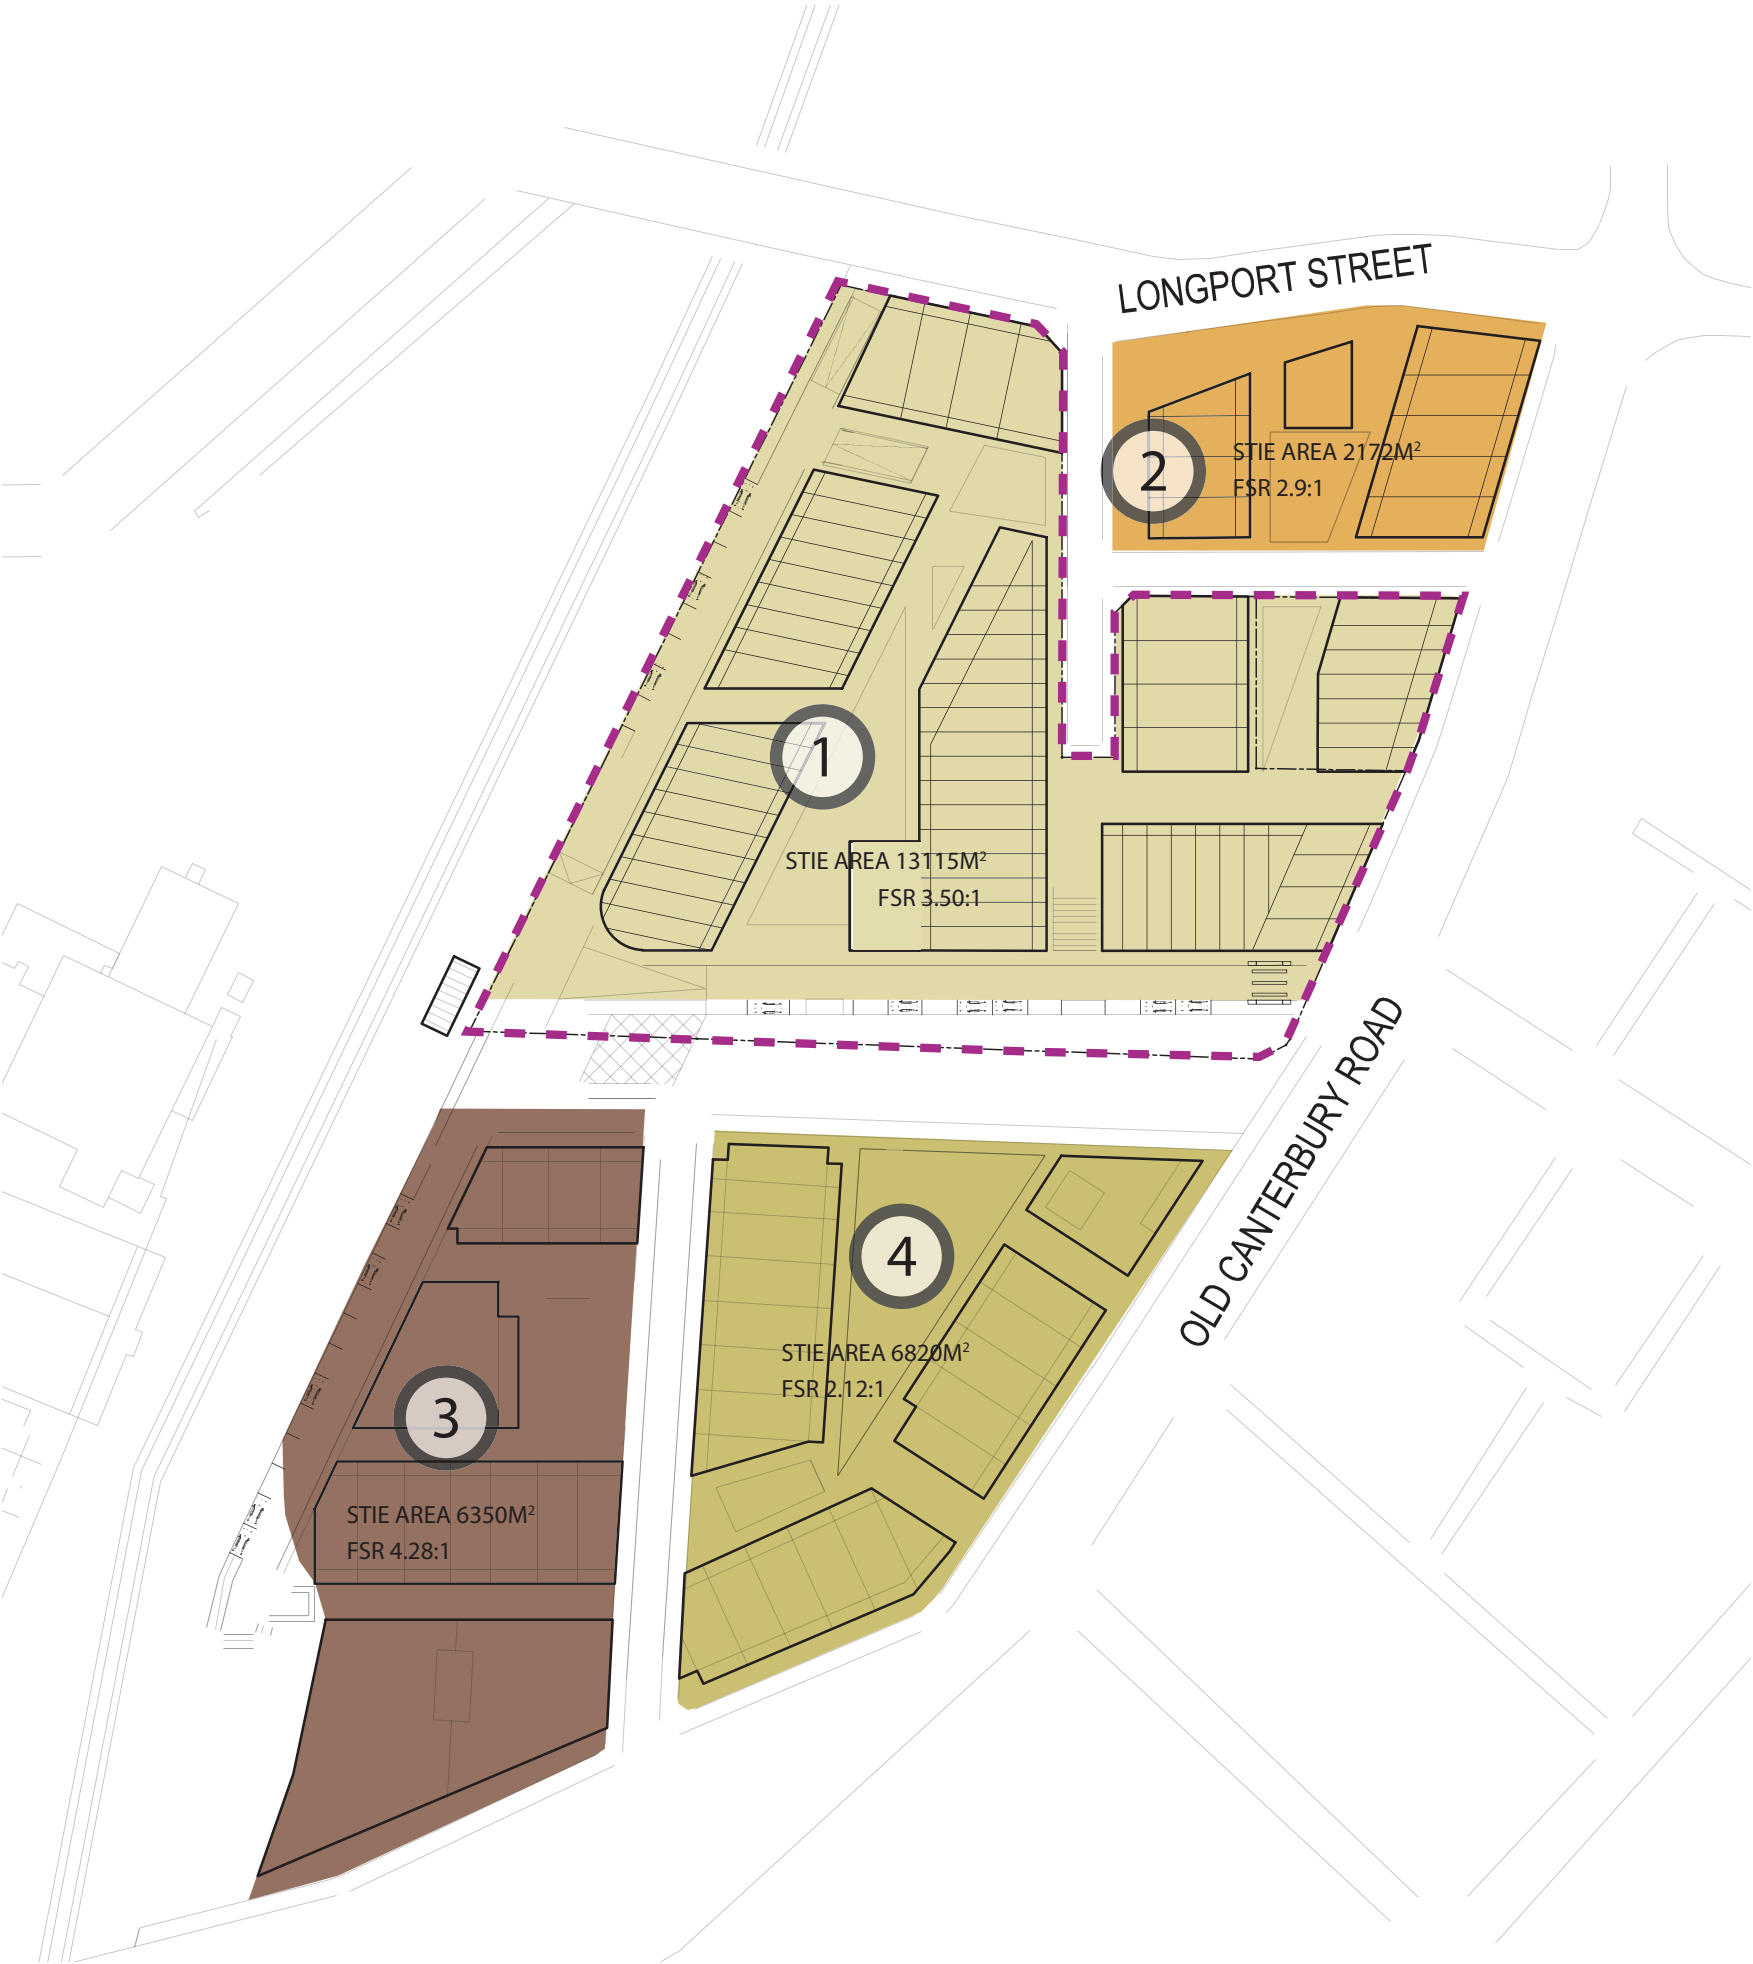 LONGPORT STREET
2
STIE AREA 2172M²
FSR 2.9:1
1
STIE AREA 13115M²
FSR 3.50:1
OLD CANTERBURY ROAD
4
STIE AREA 6820M²
FSR 2.12:1
3
STIE AREA 6350M²
FSR 4.28:1